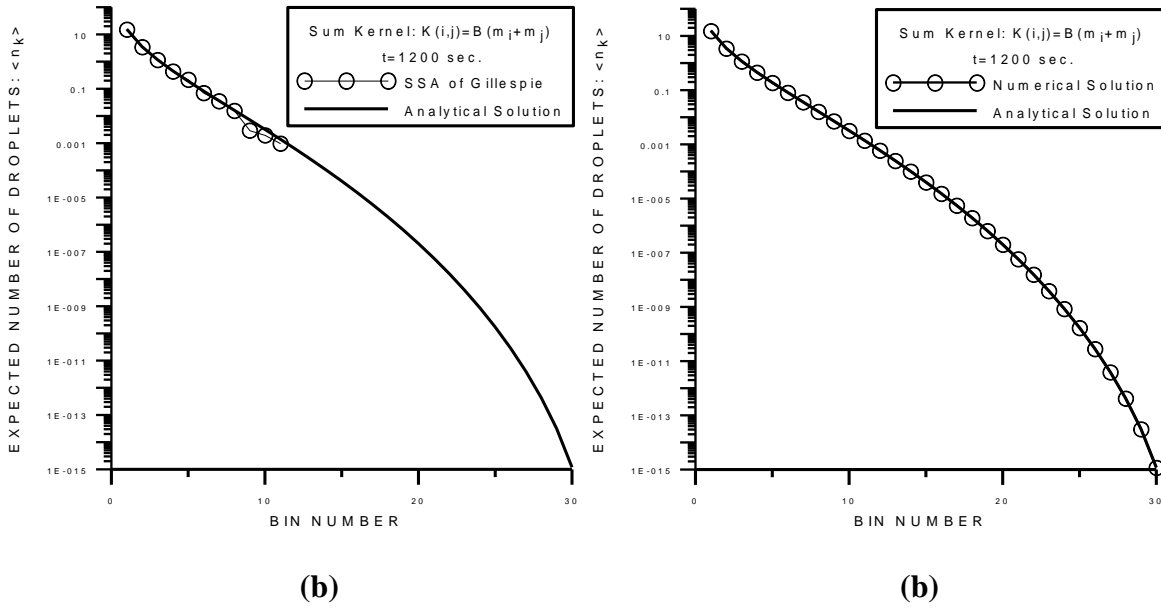 EXPECTED NUMBER OF DROPLETS: <n_k>
10
0.1
0.001
1E-005
1E-007
1E-009
1E-011
1E-013
1E-015
Sum Kernel: K(i,j)=B(m_i+m_j)
t=1200 sec.
SSA of Gillespie
Analytical Solution
0
10
20
30
BIN NUMBER
(b)
EXPECTED NUMBER OF DROPLETS: <n_k>
10
0.1
0.001
1E-005
1E-007
1E-009
1E-011
1E-013
1E-015
Sum Kernel: K(i,j)=B(m_i+m_j)
t=1200 sec.
Numerical Solution
Analytical Solution
0
10
20
30
BIN NUMBER
(b)